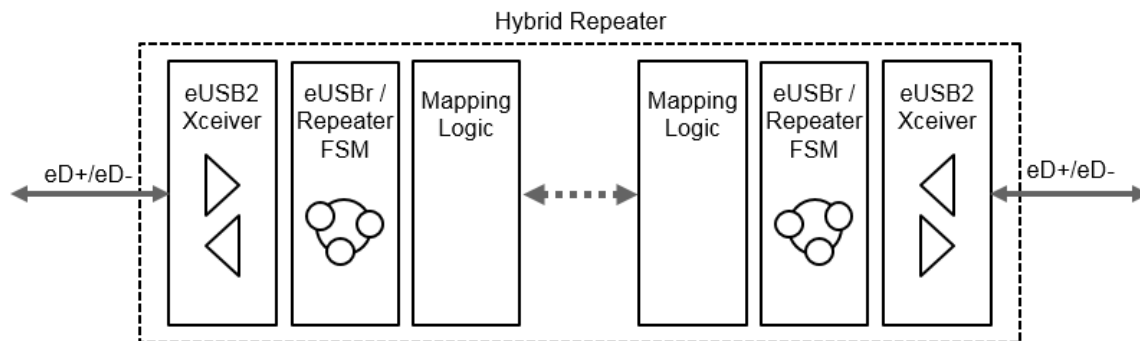 Hybrid Repeater
eD+/eD-
eUSB2
Xceiver
eUSBr /
Repeater
FSM
Mapping
Logic
Mapping
Logic
eUSBr /
Repeater
FSM
eUSB2
Xceiver
eD+/eD-